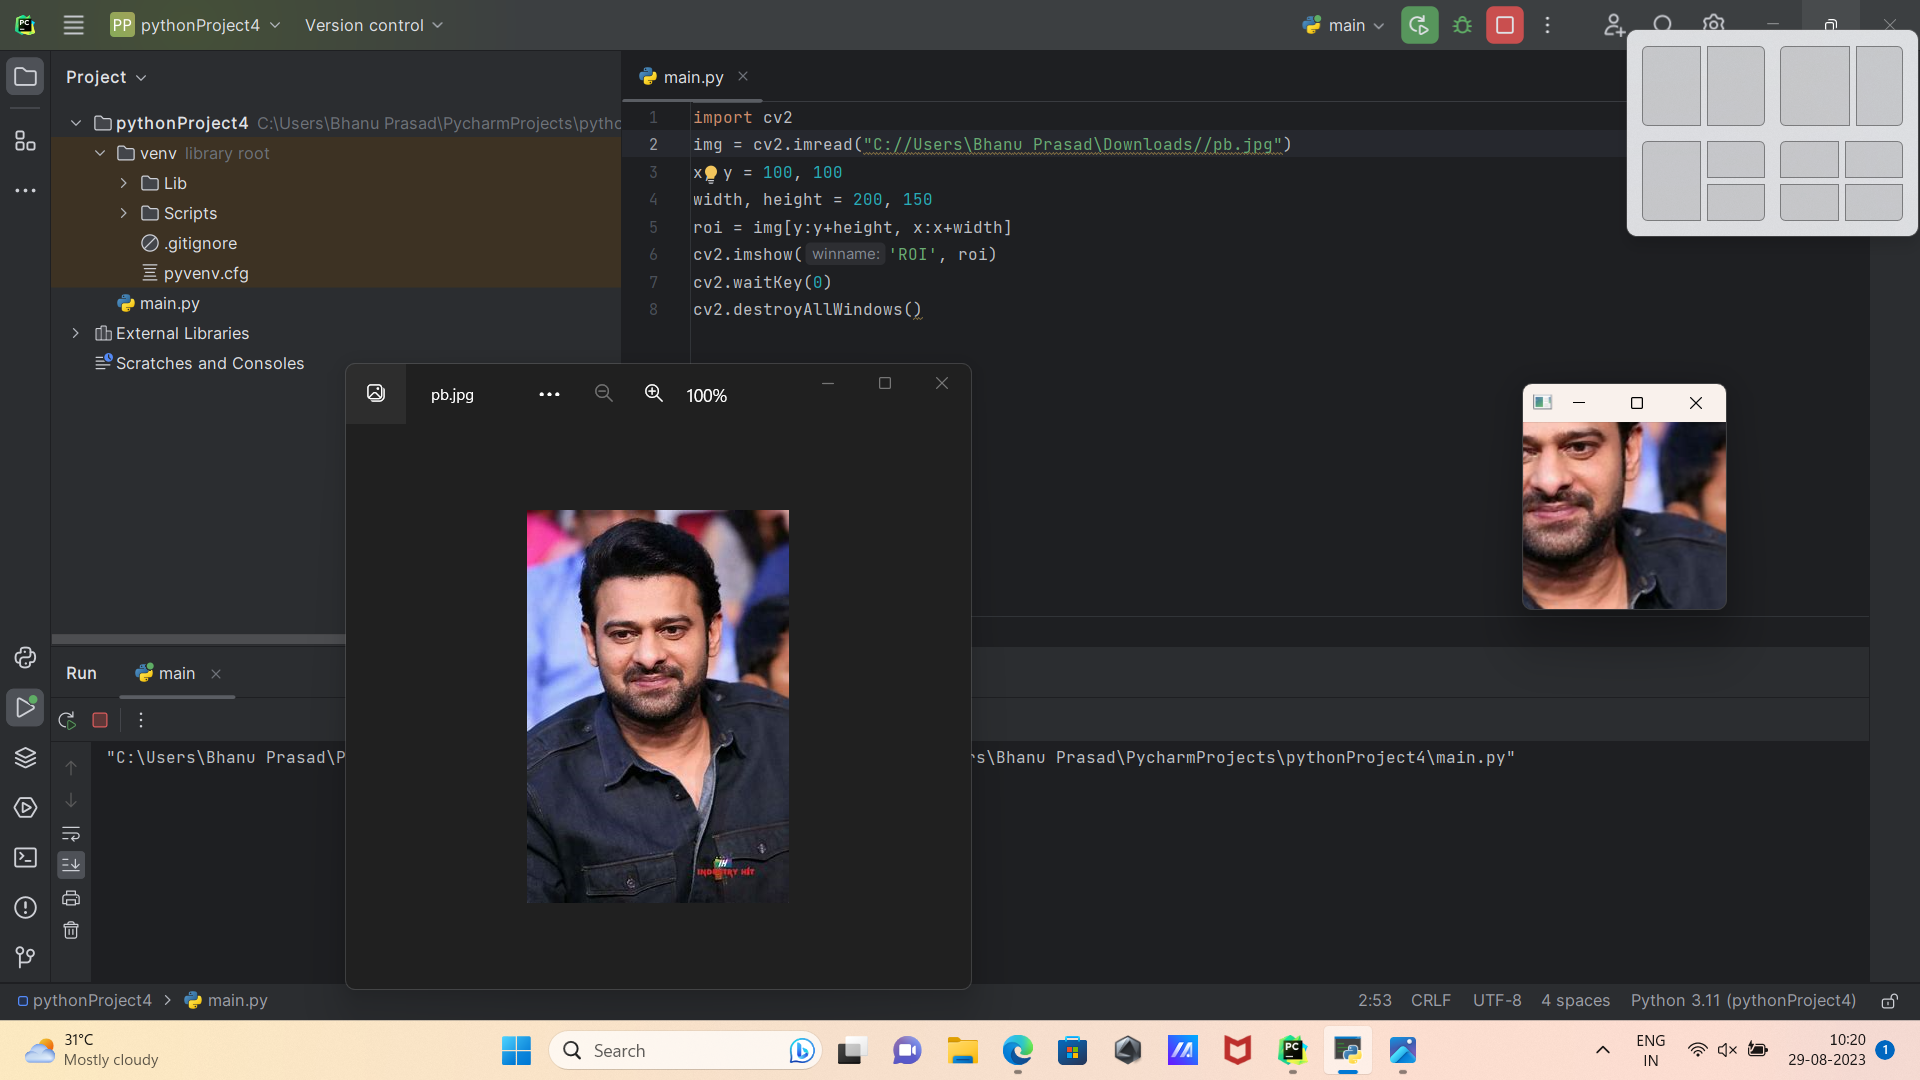 PP pythonProject4 Version control main
Project
main.py
pythonProject4 C:\Users\Bhanu Prasad\PycharmProjects\pytho
venv library root
Lib
Scripts
.gitignore
pyvenv.cfg
main.py
External Libraries
Scratches and Consoles
1 import cv2
2 img = cv2.imread("C://Users\Bhanu Prasad\Downloads//pb.jpg")
3 x y = 100, 100
4 width, height = 200, 150
5 roi = img[y:y+height, x:x+width]
6 cv2.imshow( winname: 'ROI', roi)
7 cv2.waitKey(0)
8 cv2.destroyAllWindows()
pb.jpg 100%
IH
INDUSTRY HIT
Run main
"C:\Users\Bhanu Prasad\P
rs\Bhanu Prasad\PycharmProjects\pythonProject4\main.py"
pythonProject4 > main.py 2:53 CRLF UTF-8 4 spaces Python 3.11 (pythonProject4)
31°C
Mostly cloudy
Search
PC
ENG
IN
10:20
29-08-2023
1